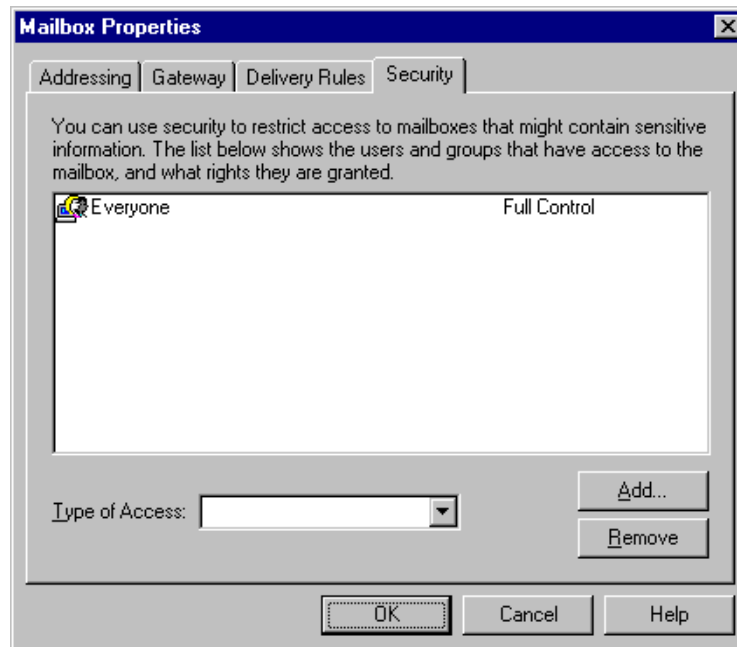 Mailbox Properties
Addressing Gateway Delivery Rules Security
You can use security to restrict access to mailboxes that might contain sensitive
information. The list below shows the users and groups that have access to the
mailbox, and what rights they are granted.
Everyone Full Control
Type of Access:
Add...
Remove
OK Cancel Help